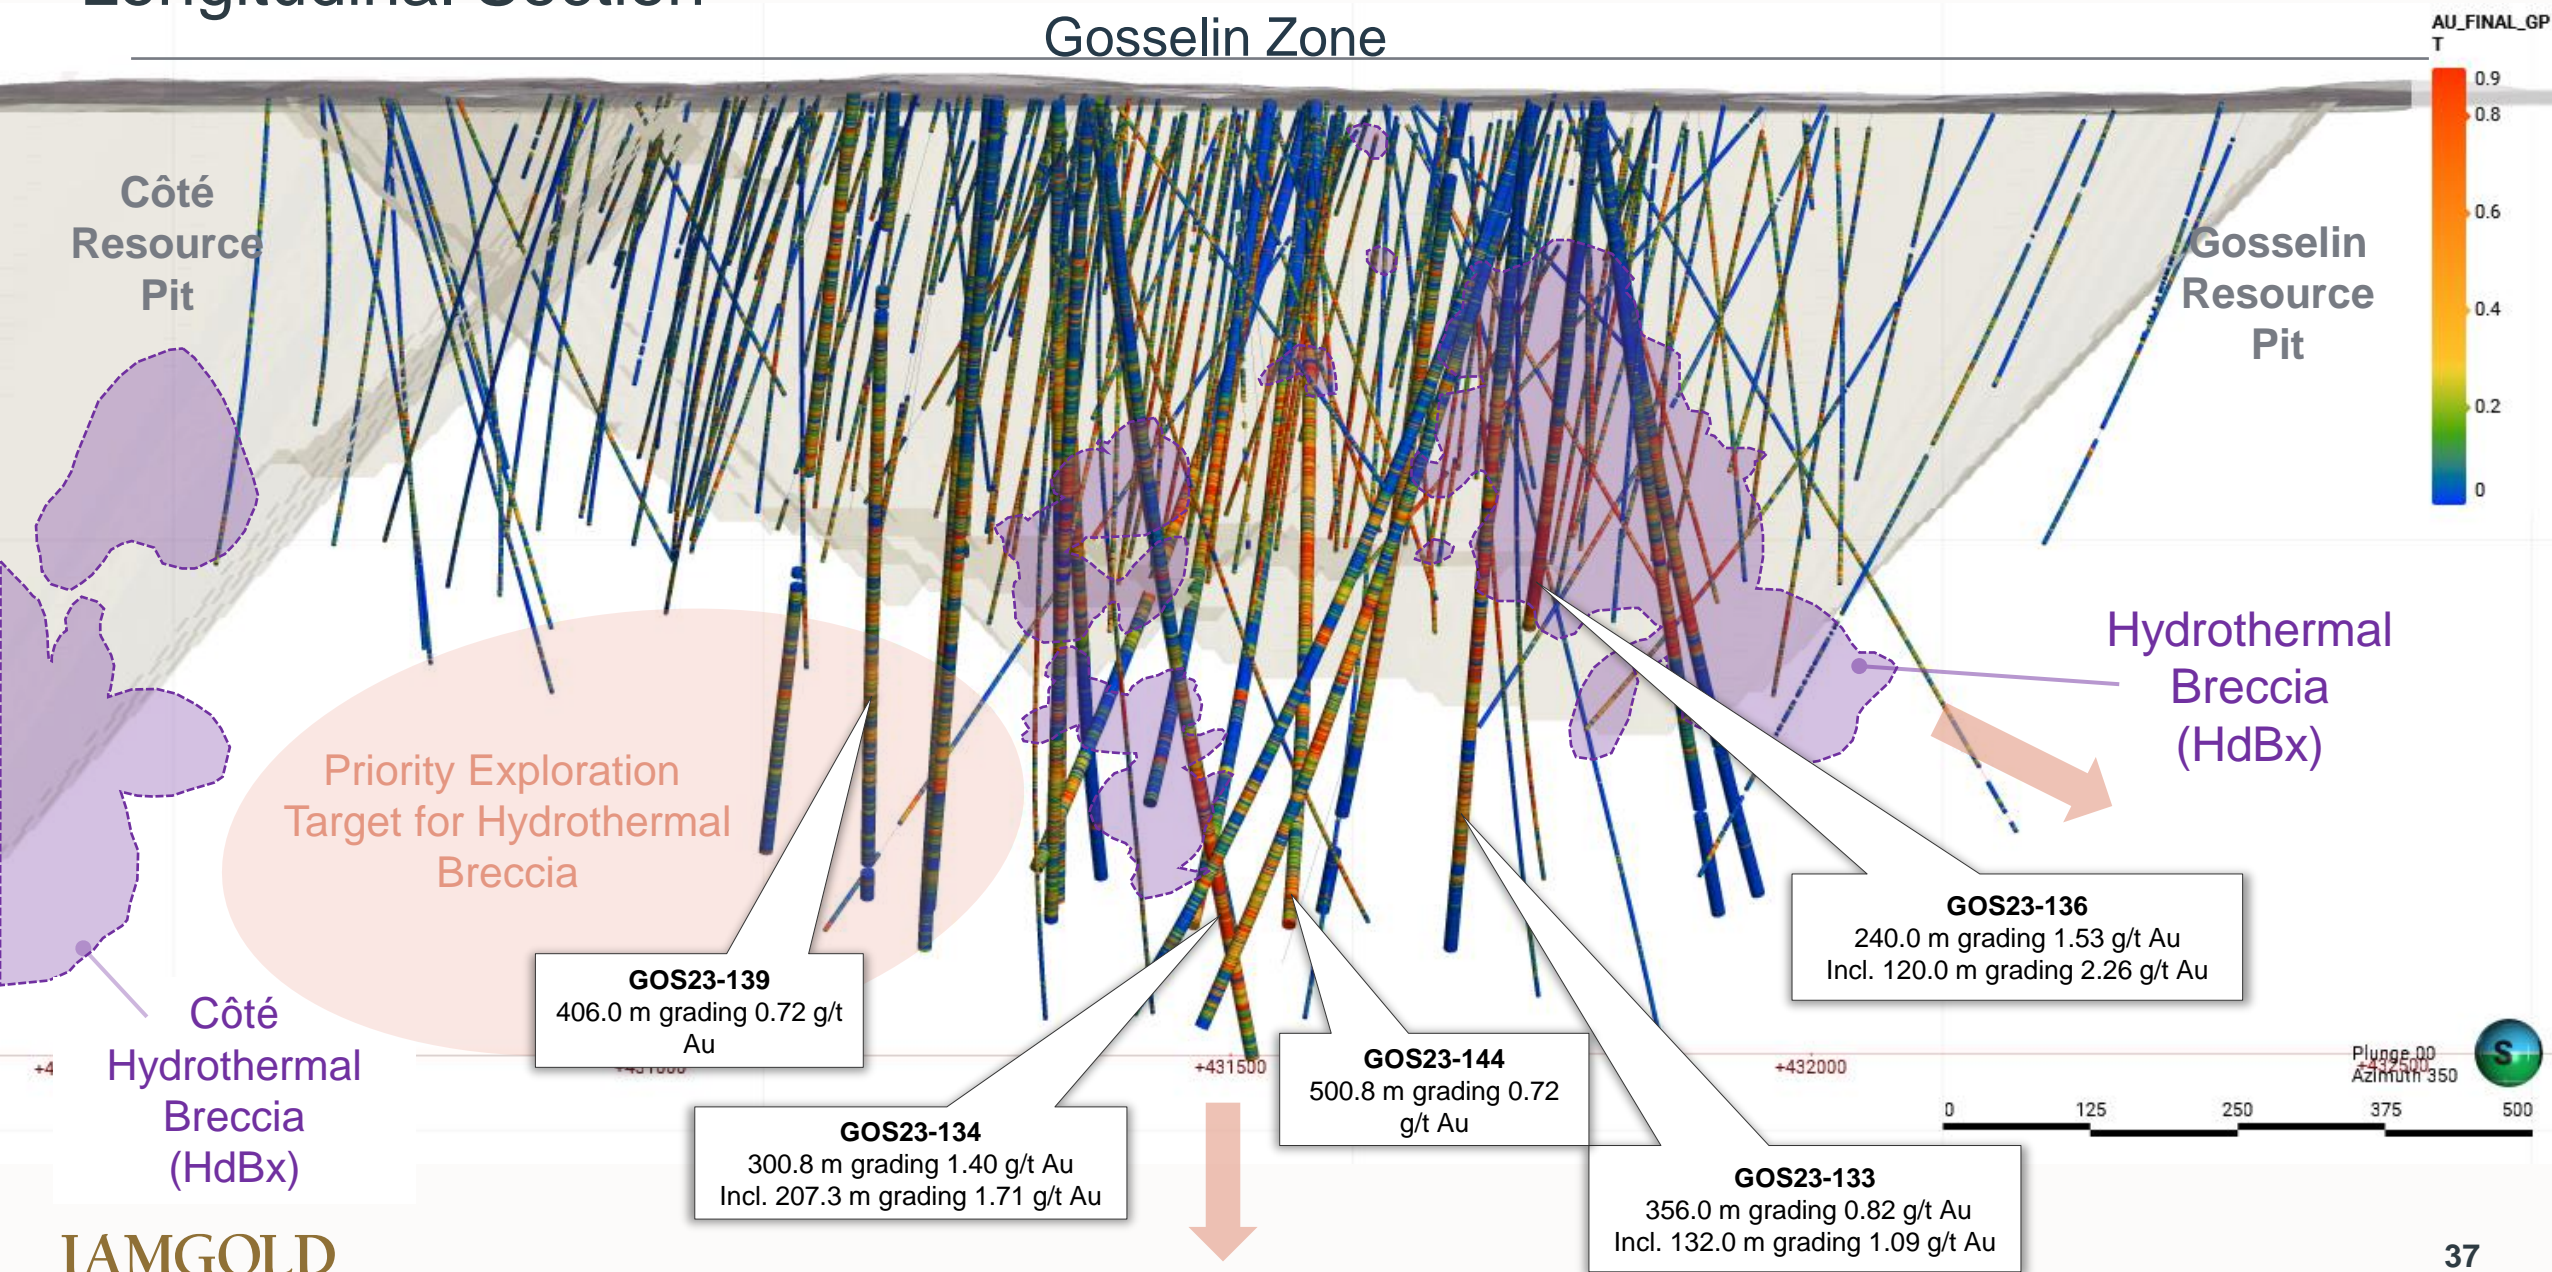 Longitudinal Section
Gosselin Zone
AU_FINAL_GP
T
0.9
0.8
0.6
0.4
0.2
0
Côté
Resource
Pit
Gosselin
Resource
Pit
Hydrothermal
Breccia
(HdBx)
Priority Exploration
Target for Hydrothermal
Breccia
GOS23-136
240.0 m grading 1.53 g/t Au
Incl. 120.0 m grading 2.26 g/t Au
GOS23-139
406.0 m grading 0.72 g/t
Au
Côté
Hydrothermal
Breccia
(HdBx)
GOS23-144
500.8 m grading 0.72
g/t Au
GOS23-134
300.8 m grading 1.40 g/t Au
Incl. 207.3 m grading 1.71 g/t Au
GOS23-133
356.0 m grading 0.82 g/t Au
Incl. 132.0 m grading 1.09 g/t Au
+4
+431000
+431500
+432000
+432500
Plunge 00
Azimuth 350
S
0 125 250 375 500
IAMGOLD
37